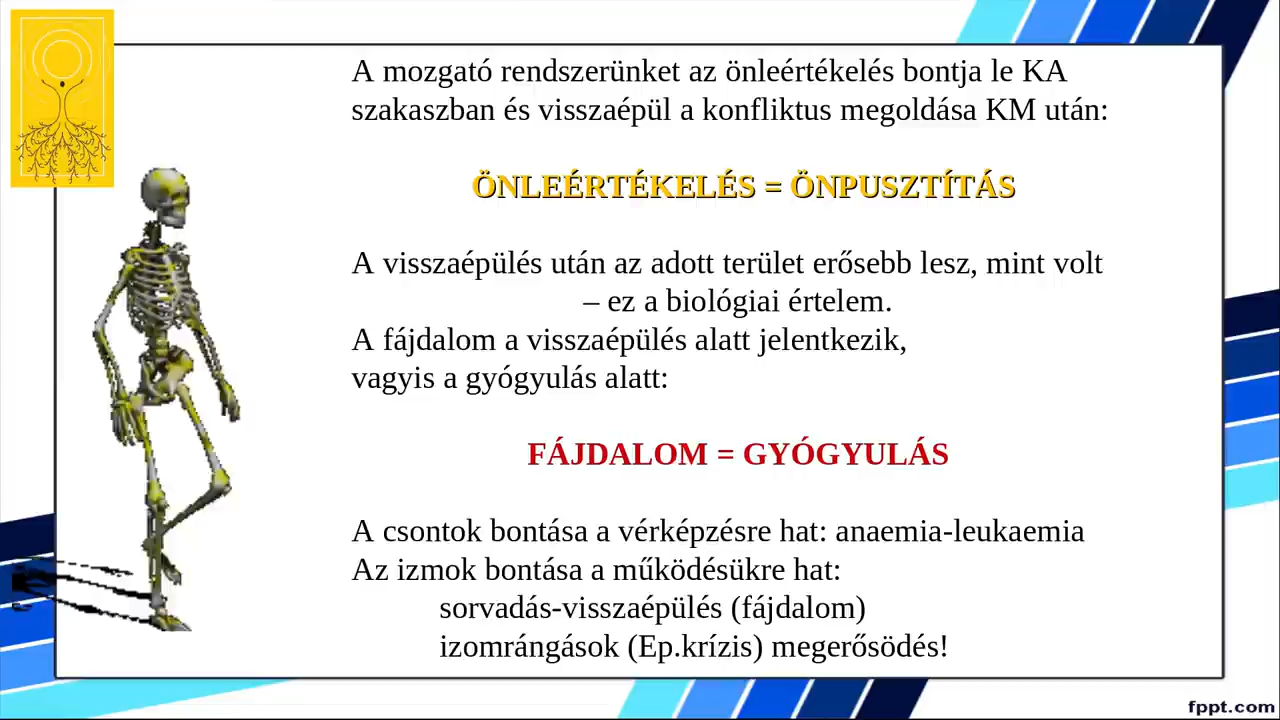 A mozgató rendszerünket az önleértékelés bontja le KA
szakaszban és visszaépül a konfliktus megoldása KM után:
ÖNLEÉRTÉKELÉS = ÖNPUSZTÍTÁS
A visszaépülés után az adott terület erősebb lesz, mint volt
– ez a biológiai értelem.
A fájdalom a visszaépülés alatt jelentkezik,
vagyis a gyógyulás alatt:
FÁJDALOM = GYÓGYULÁS
A csontok bontása a vérképzésre hat: anaemia-leukaemia
Az izmok bontása a működésükre hat:
sorvadás-visszaépülés (fájdalom)
izomrángások (Ep.krízis) megerősödés!
fppt.com